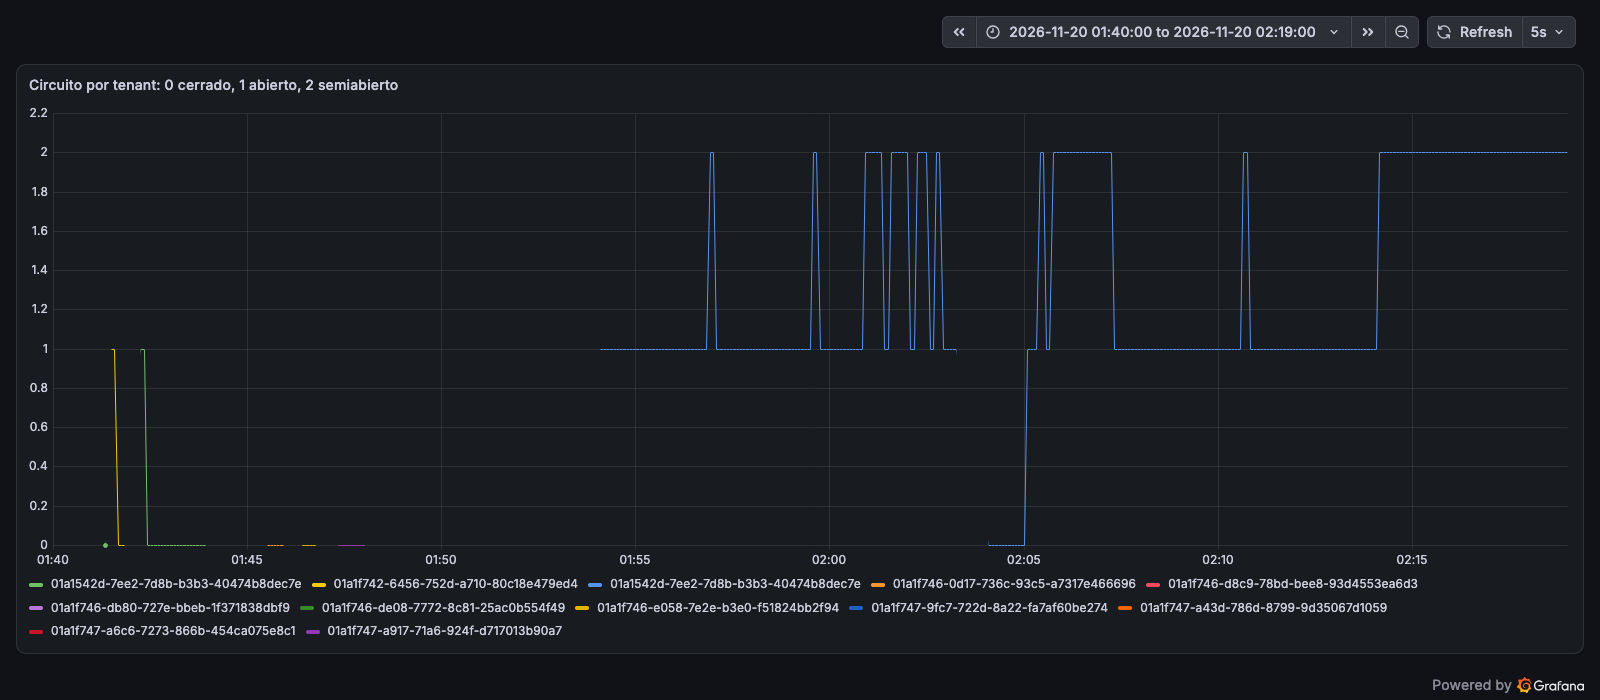 2026-11-20 01:40:00 to 2026-11-20 02:19:00 Refresh 5s
Circuito por tenant: 0 cerrado, 1 abierto, 2 semiabierto
2.2
2
1.8
1.6
1.4
1.2
1
0.8
0.6
0.4
0.2
0
01:40 01:45 01:50 01:55 02:00 02:05 02:10 02:15
01a1542d-7ee2-7d8b-b3b3-40474b8dec7e 01a1f742-6456-752d-a710-80c18e479ed4 01a1542d-7ee2-7d8b-b3b3-40474b8dec7e 01a1f746-0d17-736c-93c5-a7317e466696 01a1f746-d8c9-78bd-bee8-93d4553ea6d3
01a1f746-db80-727e-bbeb-1f371838dbf9 01a1f746-de08-7772-8c81-25ac0b554f49 01a1f746-e058-7e2e-b3e0-f51824bb2f94 01a1f747-9fc7-722d-8a22-fa7af60be274 01a1f747-a43d-786d-8799-9d35067d1059
01a1f747-a6c6-7273-866b-454ca075e8c1 01a1f747-a917-71a6-924f-d717013b90a7
Powered by Grafana